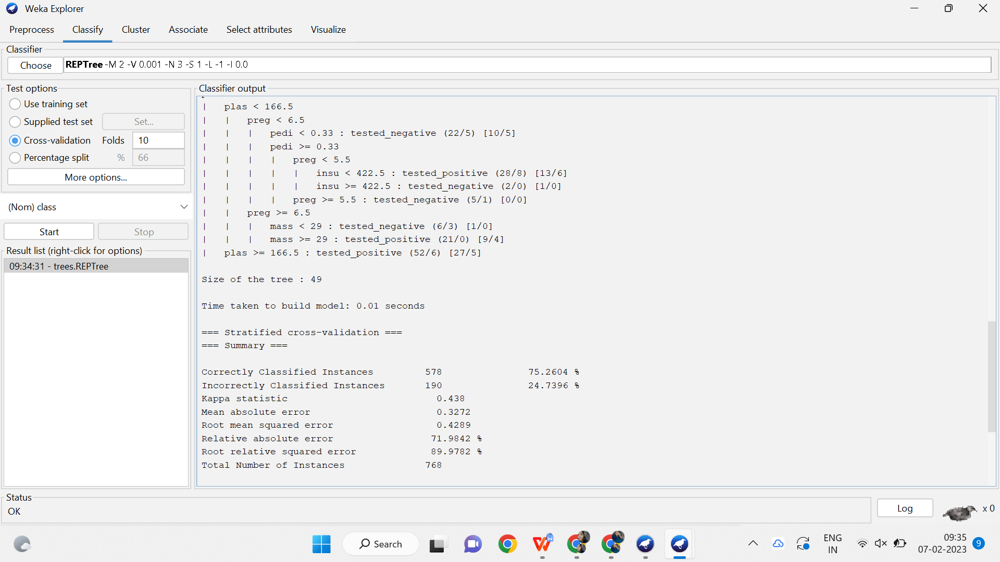 Weka Explorer
Preprocess Classify Cluster Associate Select attributes Visualize
Classifier
Choose REPTree -M 2 -V 0.001 -N 3 -S 1 -L -1 -I 0.0
Test options
Use training set
Supplied test set Set...
Cross-validation Folds 10
Percentage split % 66
More options...
(Nom) class
Start Stop
Result list (right-click for options)
09:34:31 - trees.REPTree
Classifier output
| plas < 166.5
| | preg < 6.5
| | | pedi < 0.33 : tested_negative (22/5) [10/5]
| | | pedi >= 0.33
| | | | preg < 5.5
| | | | | insu < 422.5 : tested_positive (28/8) [13/6]
| | | | | insu >= 422.5 : tested_negative (2/0) [1/0]
| | | | preg >= 5.5 : tested_negative (5/1) [0/0]
| | preg >= 6.5
| | | mass < 29 : tested_negative (6/3) [1/0]
| | | mass >= 29 : tested_positive (21/0) [9/4]
| plas >= 166.5 : tested_positive (52/6) [27/5]
Size of the tree : 49
Time taken to build model: 0.01 seconds
=== Stratified cross-validation ===
=== Summary ===
Correctly Classified Instances 578 75.2604 %
Incorrectly Classified Instances 190 24.7396 %
Kappa statistic 0.438
Mean absolute error 0.3272
Root mean squared error 0.4289
Relative absolute error 71.9842 %
Root relative squared error 89.9782 %
Total Number of Instances 768
Status
OK
Log
x 0
Search
ENG
IN
09:35
07-02-2023
9